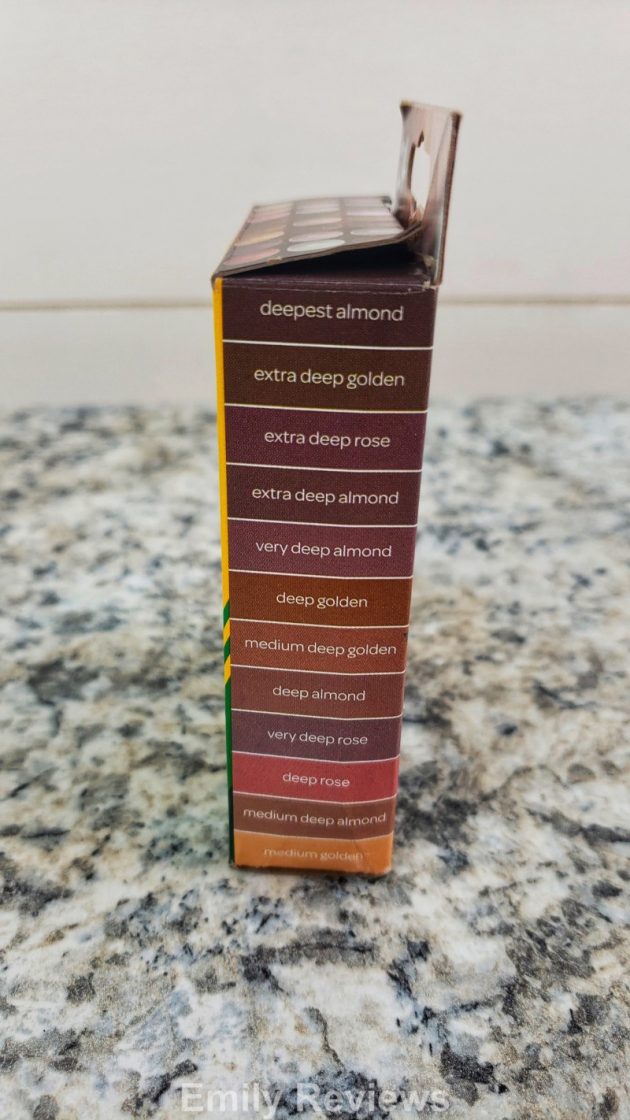 deepest almond
extra deep golden
extra deep rose
extra deep almond
very deep almond
deep golden
medium deep golden
deep almond
very deep rose
deep rose
medium deep almond
medium golden
Emily Reviews